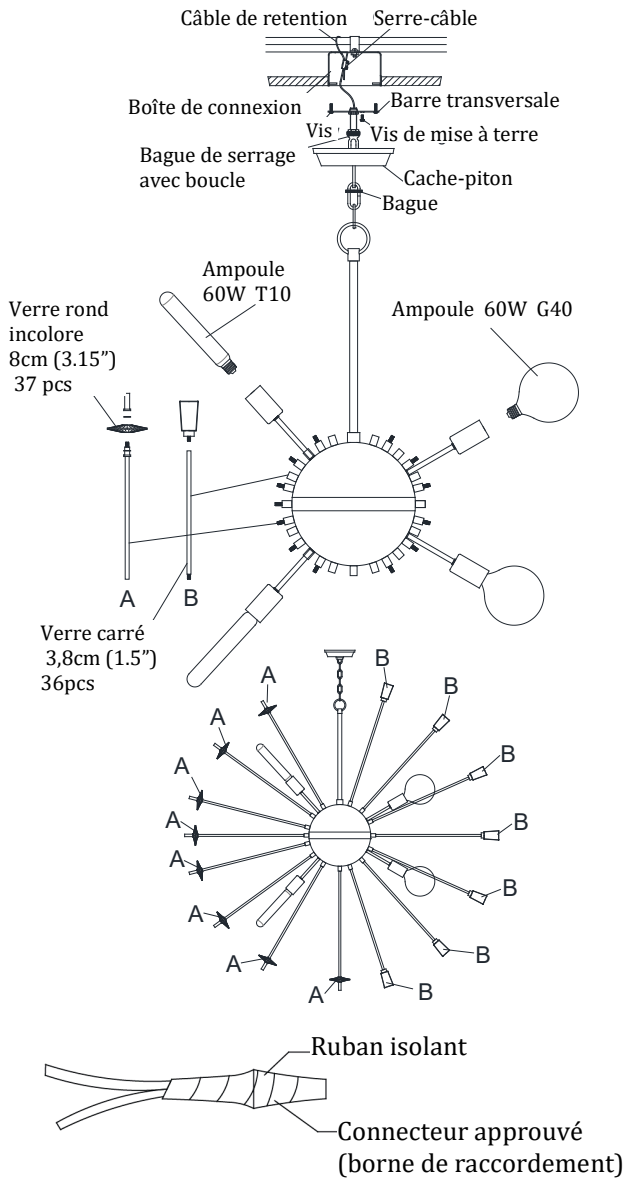 Câble de retention
Serre-câble
Boîte de connexion
Barre transversale
Vis
Vis de mise à terre
Bague de serrage
avec boucle
Cache-piton
Bague
Ampoule
60W T10
Ampoule 60W G40
Verre rond
incolore
8cm (3.15”)
37 pcs
A
B
Verre carré
3,8cm (1.5”)
36pcs
A
B
A
B
A
B
A
B
A
B
A
B
A
B
A
B
Ruban isolant
Connecteur approuvé
(borne de raccordement)